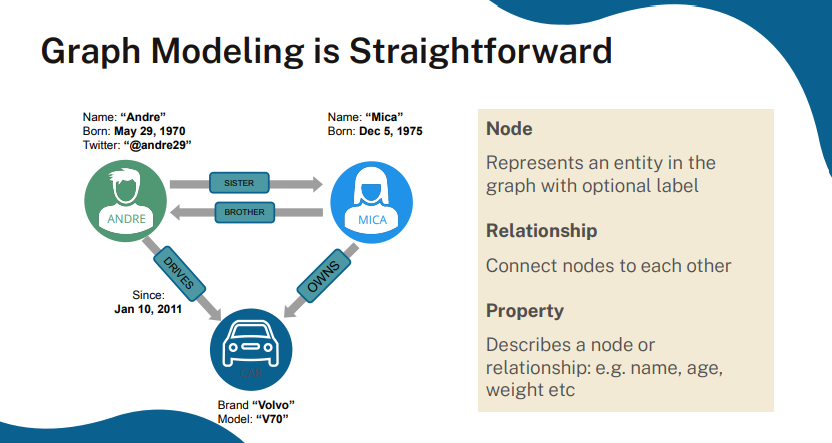 Graph Modeling is Straightforward
Name: “Andre”
Born: May 29, 1970
Twitter: “@andre29”
Name: “Mica”
Born: Dec 5, 1975
SISTER
BROTHER
ANDRE
MICA
DRIVES
OWNS
Since:
Jan 10, 2011
CAR
Brand “Volvo”
Model: “V70”
Node
Represents an entity in the
graph with optional label
Relationship
Connect nodes to each other
Property
Describes a node or
relationship: e.g. name, age,
weight etc